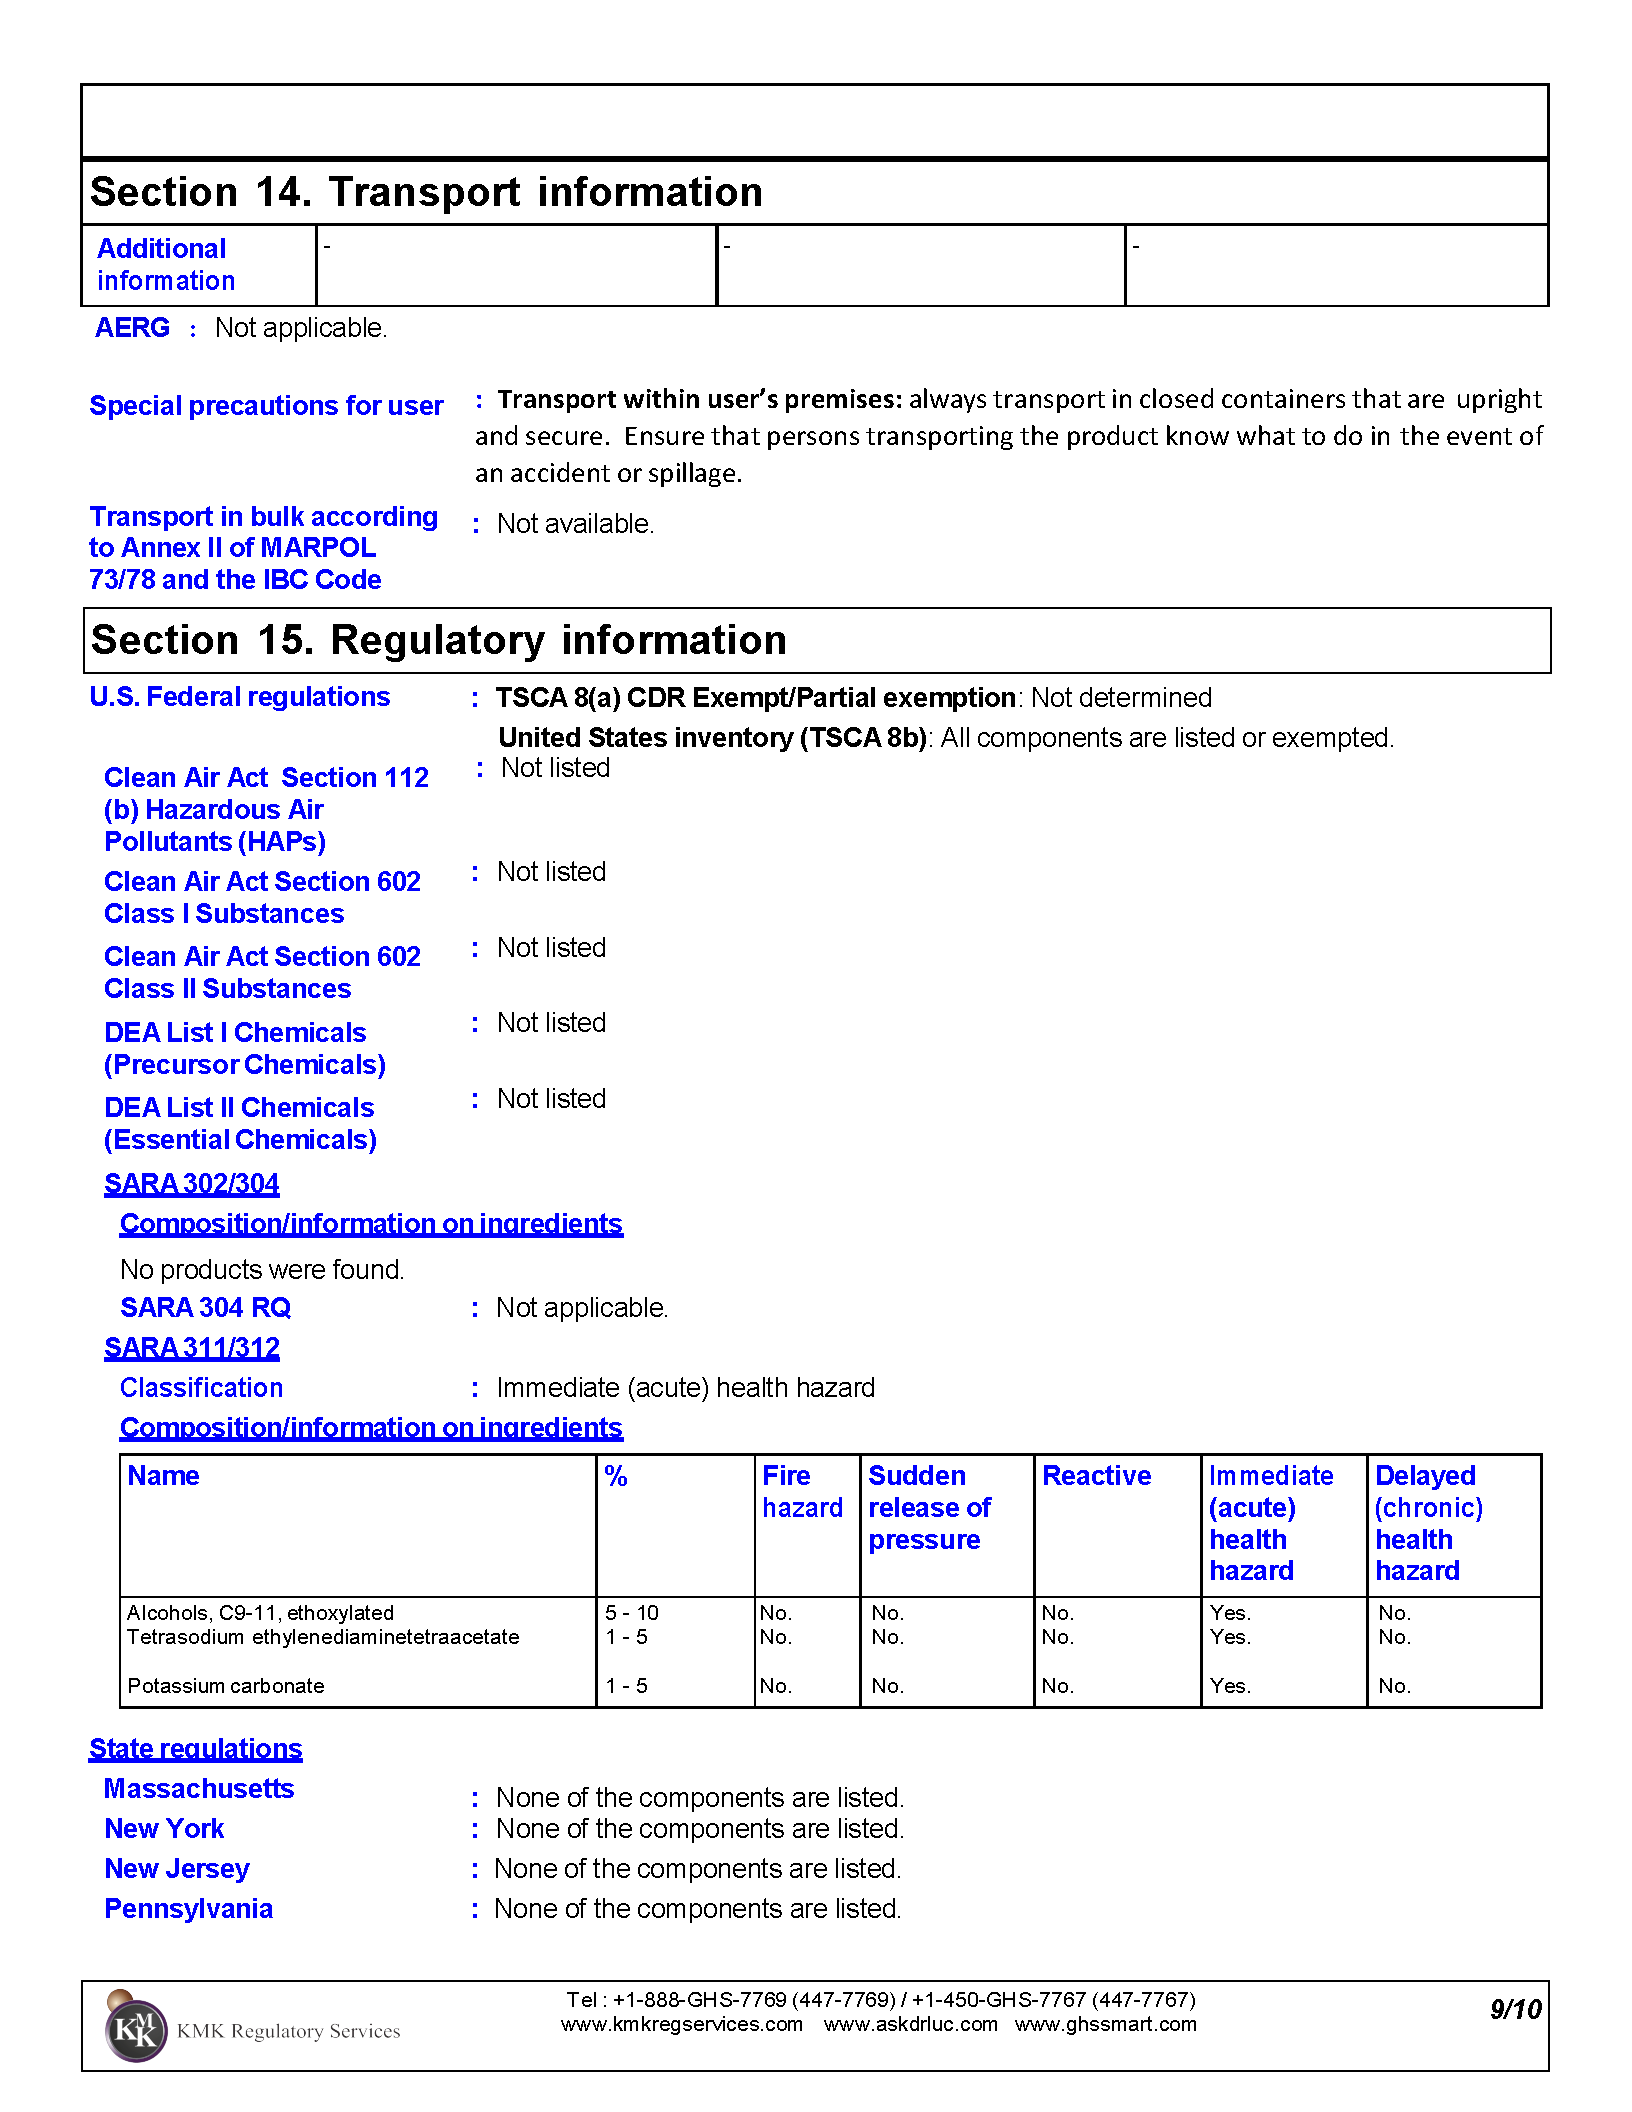 Section 14. Transport information
Additional information - - -
AERG : Not applicable.
Special precautions for user : Transport within user’s premises: always transport in closed containers that are upright
and secure. Ensure that persons transporting the product know what to do in the event of
an accident or spillage.
Transport in bulk according : Not available.
to Annex II of MARPOL
73/78 and the IBC Code
Section 15. Regulatory information
U.S. Federal regulations : TSCA 8(a) CDR Exempt/Partial exemption: Not determined
United States inventory (TSCA 8b): All components are listed or exempted.
Clean Air Act Section 112 : Not listed
(b) Hazardous Air
Pollutants (HAPs)
Clean Air Act Section 602 : Not listed
Class I Substances
Clean Air Act Section 602 : Not listed
Class II Substances
DEA List I Chemicals : Not listed
(Precursor Chemicals)
DEA List II Chemicals : Not listed
(Essential Chemicals)
SARA 302/304
Composition/information on ingredients
No products were found.
SARA 304 RQ : Not applicable.
SARA 311/312
Classification : Immediate (acute) health hazard
Composition/information on ingredients
Name % Fire hazard Sudden release of pressure Reactive Immediate (acute) health hazard Delayed (chronic) health hazard
Alcohols, C9-11, ethoxylated 5 - 10 No. No. No. Yes. No.
Tetrasodium ethylenediaminetetraacetate 1 - 5 No. No. No. Yes. No.
Potassium carbonate 1 - 5 No. No. No. Yes. No.
State regulations
Massachusetts : None of the components are listed.
New York : None of the components are listed.
New Jersey : None of the components are listed.
Pennsylvania : None of the components are listed.
KMK KMK Regulatory Services
Tel : +1-888-GHS-7769 (447-7769) / +1-450-GHS-7767 (447-7767)
www.kmkregservices.com www.askdrluc.com www.ghssmart.com
9/10